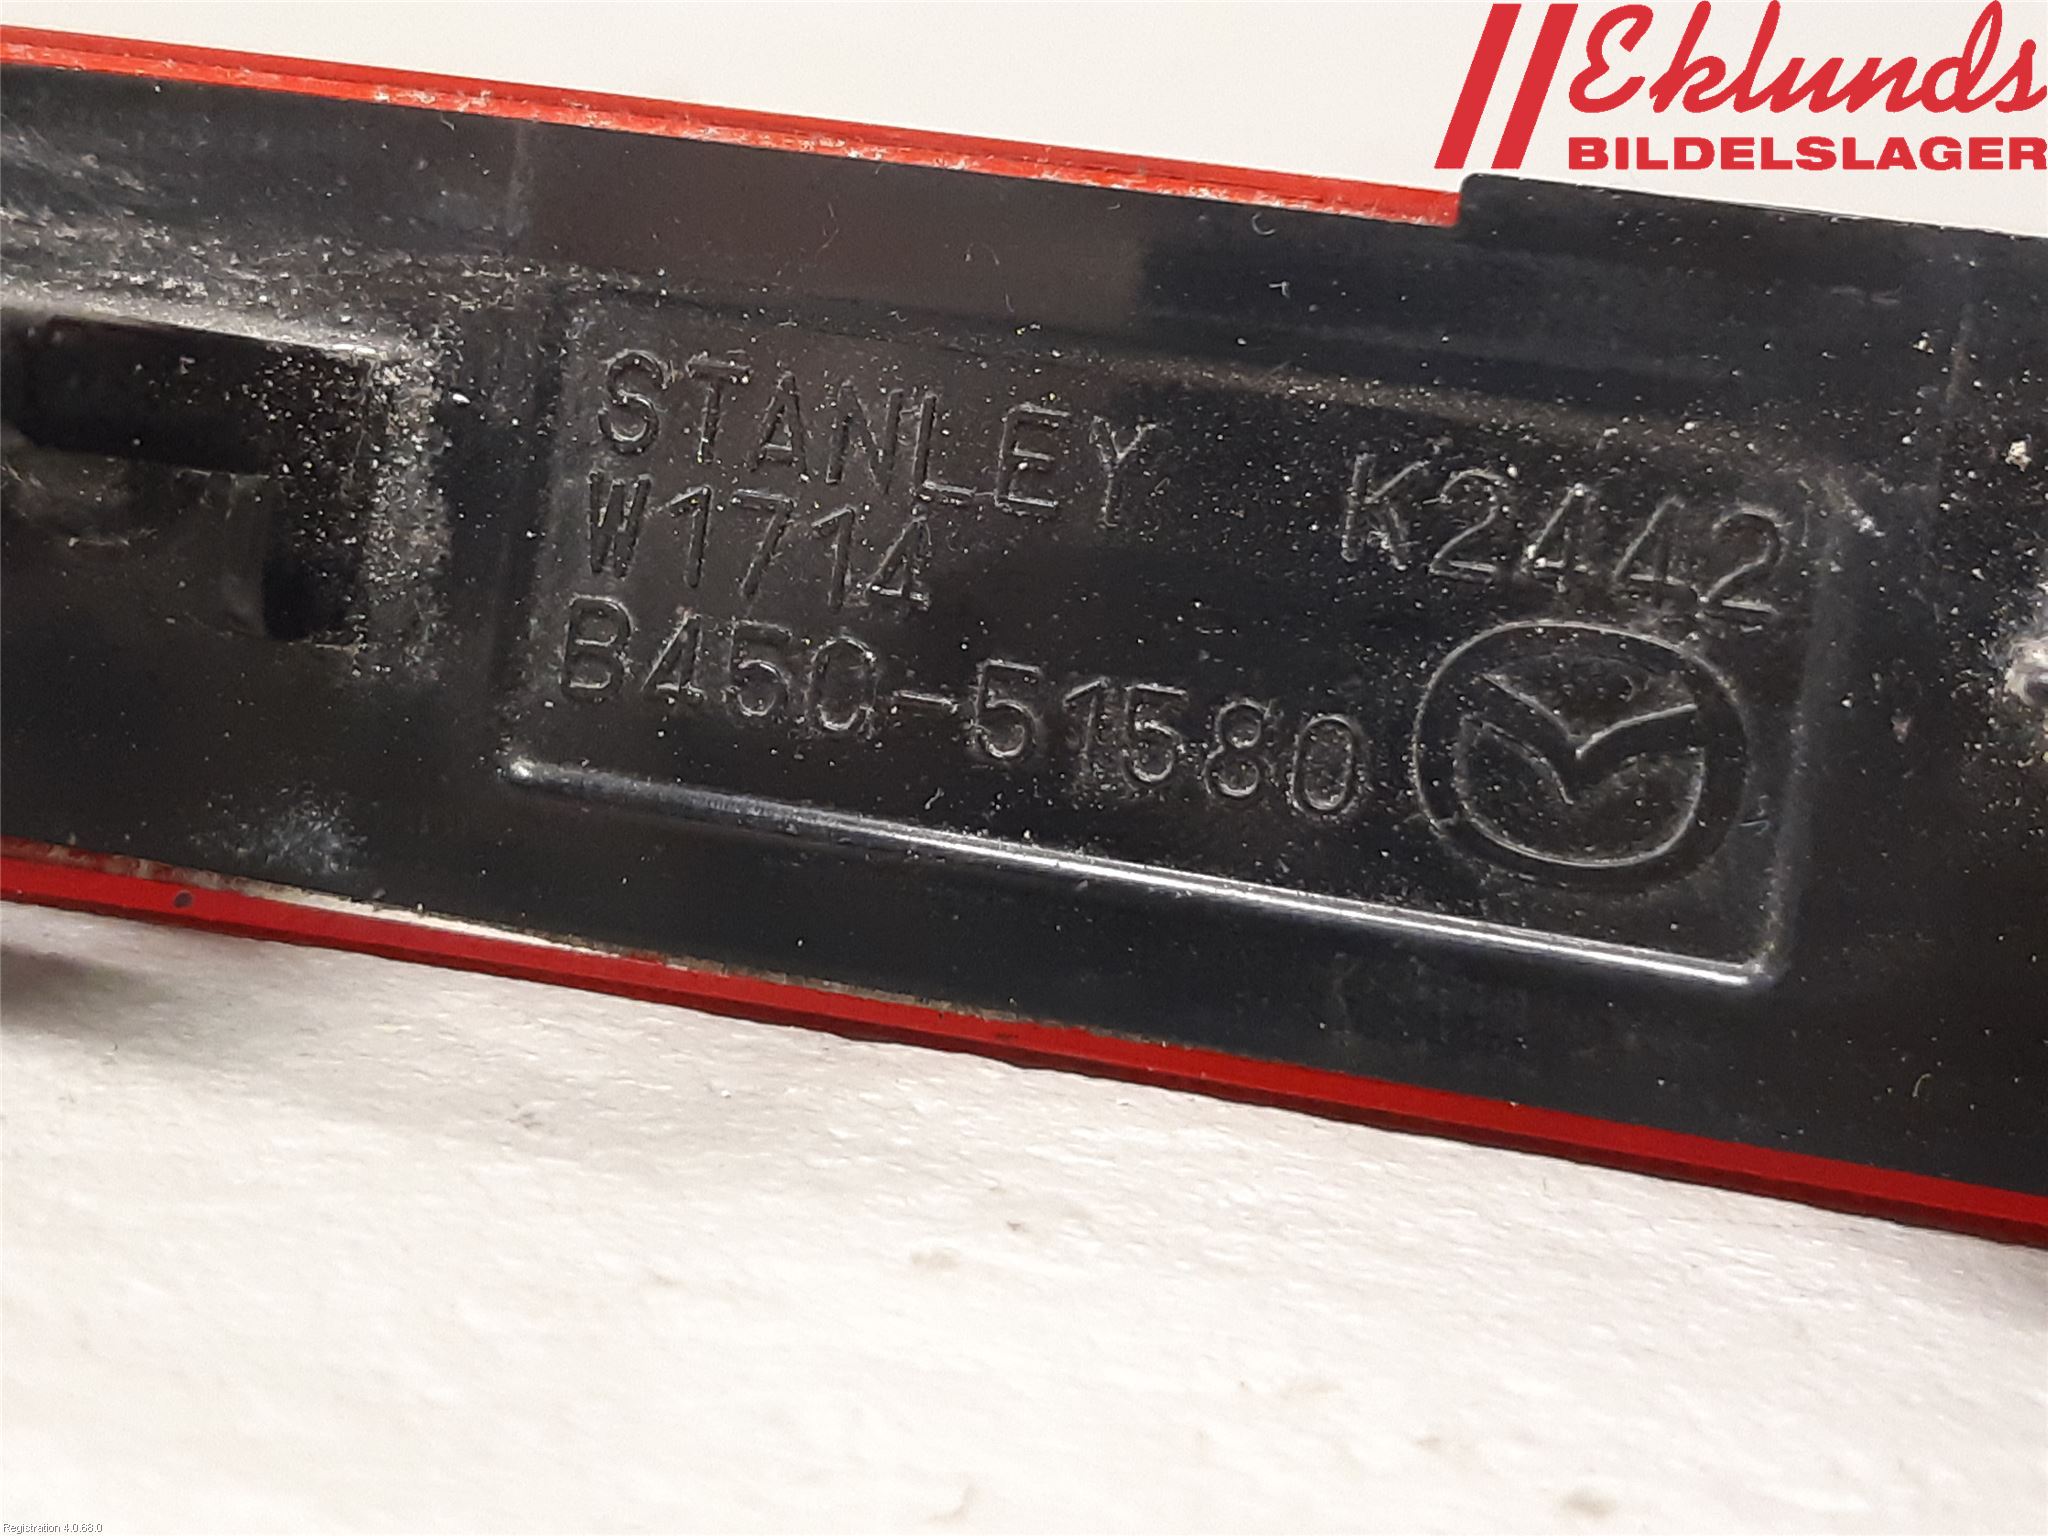 Eklunds
BILDELSLAGER
STANLEY K2442
W1714
B45C-51580
Registration 4.0.68.0